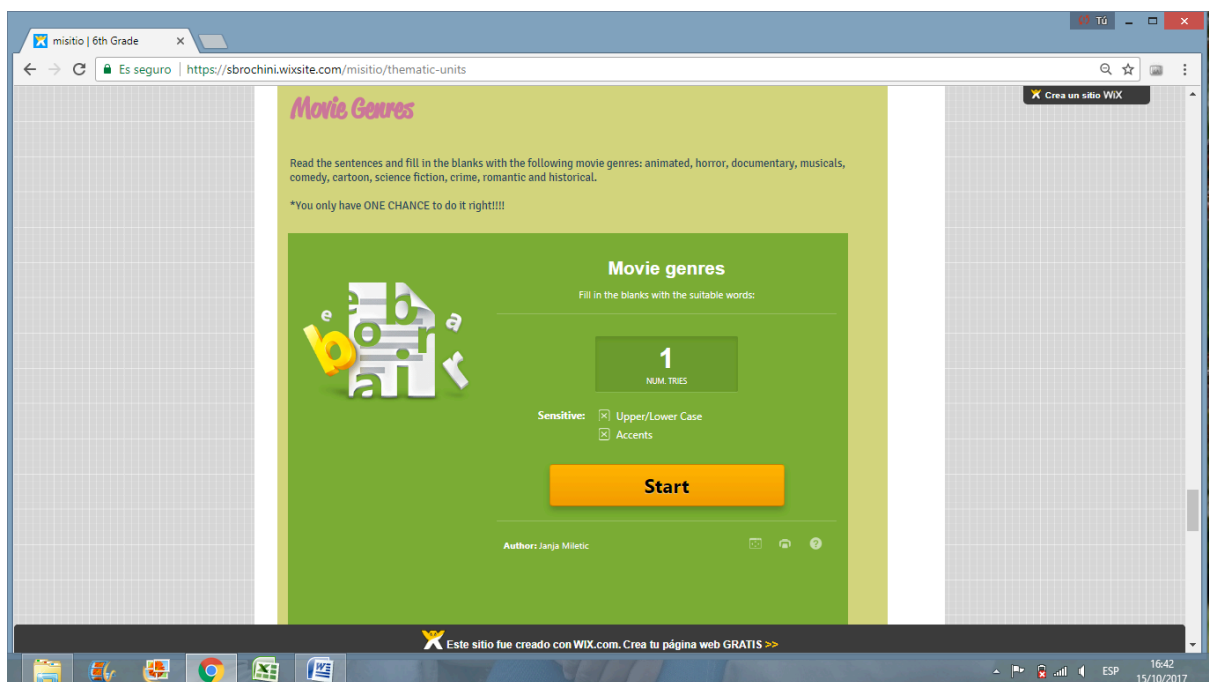 Tú
misitio | 6th Grade
Es seguro | https://sbrochini.wixsite.com/misitio/thematic-units
Crea un sitio WiX
Movie Genres
Read the sentences and fill in the blanks with the following movie genres: animated, horror, documentary, musicals,
comedy, cartoon, science fiction, crime, romantic and historical.
*You only have ONE CHANCE to do it right!!!!
Movie genres
Fill in the blanks with the suitable words:
1
NUM. TRIES
Sensitive: Upper/Lower Case
Accents
Start
Author: Janja Miletic
Este sitio fue creado con WIX.com. Crea tu página web GRATIS >>
ESP
16:42
15/10/2017